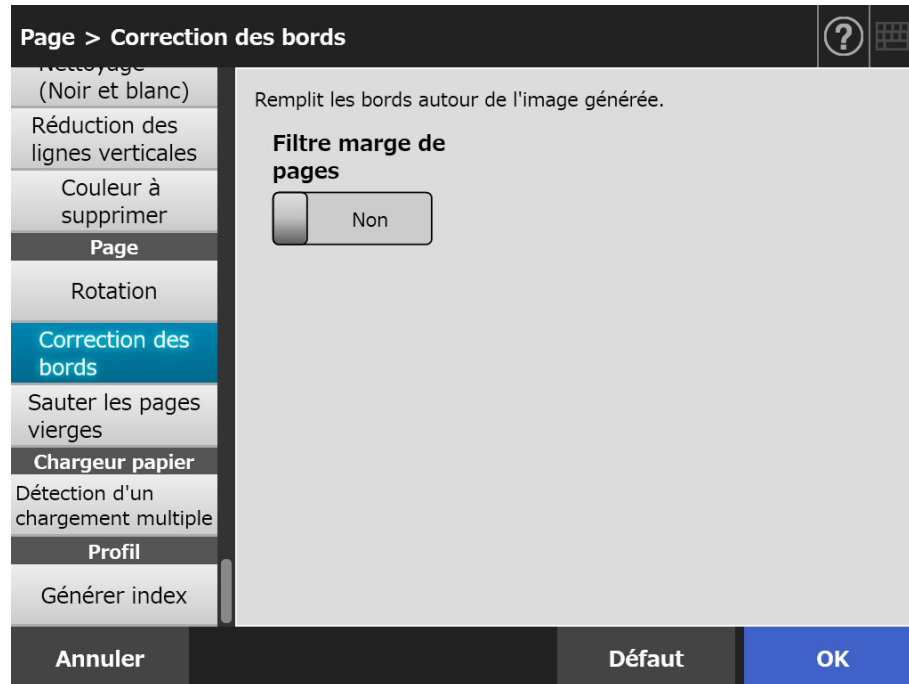 Page > Correction des bords
?
Nettoyage
(Noir et blanc)
Réduction des
lignes verticales
Couleur à
supprimer
Page
Rotation
Correction des
bords
Sauter les pages
vierges
Chargeur papier
Détection d'un
chargement multiple
Profil
Générer index
Remplit les bords autour de l'image générée.
Filtre marge de
pages
Non
Annuler
Défaut
OK